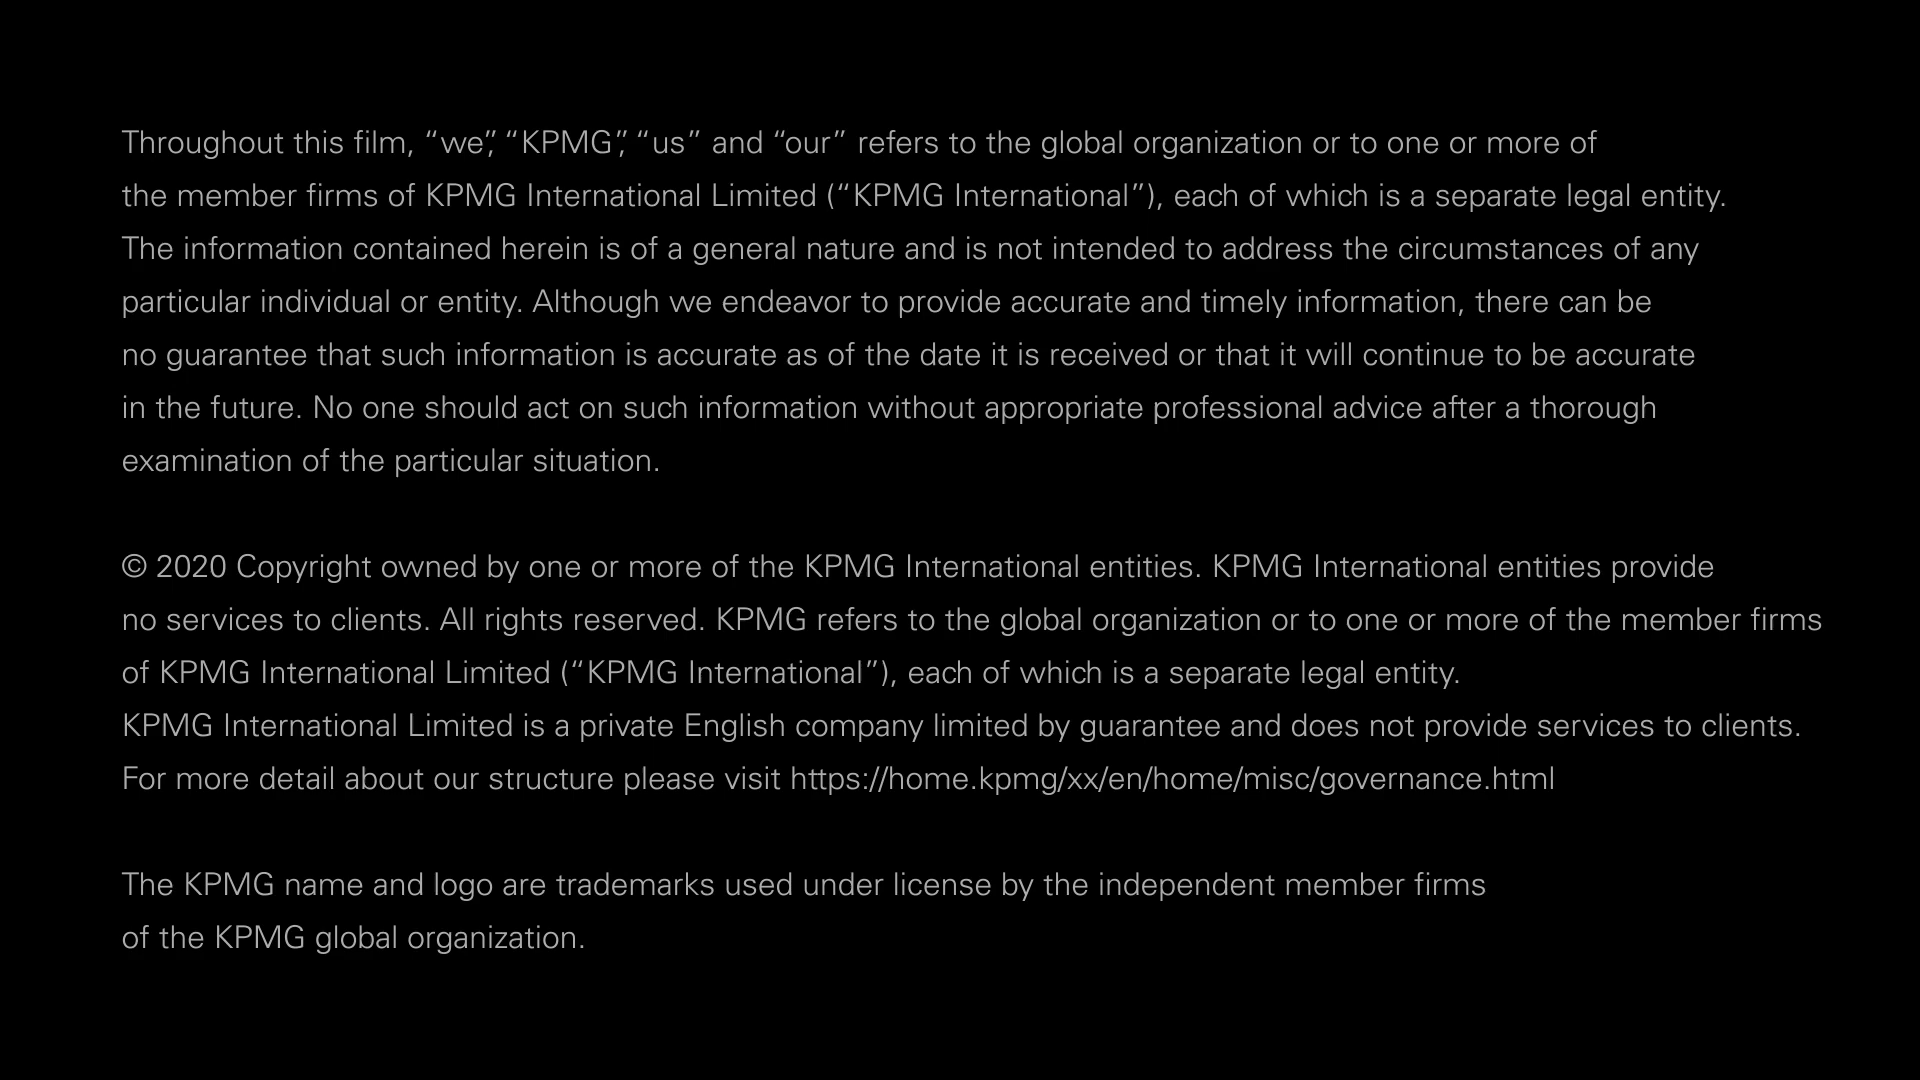 Throughout this film, “we”, “KPMG”, “us” and “our” refers to the global organization or to one or more of
the member firms of KPMG International Limited (“KPMG International”), each of which is a separate legal entity.
The information contained herein is of a general nature and is not intended to address the circumstances of any
particular individual or entity. Although we endeavor to provide accurate and timely information, there can be
no guarantee that such information is accurate as of the date it is received or that it will continue to be accurate
in the future. No one should act on such information without appropriate professional advice after a thorough
examination of the particular situation.
© 2020 Copyright owned by one or more of the KPMG International entities. KPMG International entities provide
no services to clients. All rights reserved. KPMG refers to the global organization or to one or more of the member firms
of KPMG International Limited (“KPMG International”), each of which is a separate legal entity.
KPMG International Limited is a private English company limited by guarantee and does not provide services to clients.
For more detail about our structure please visit https://home.kpmg/xx/en/home/misc/governance.html
The KPMG name and logo are trademarks used under license by the independent member firms
of the KPMG global organization.